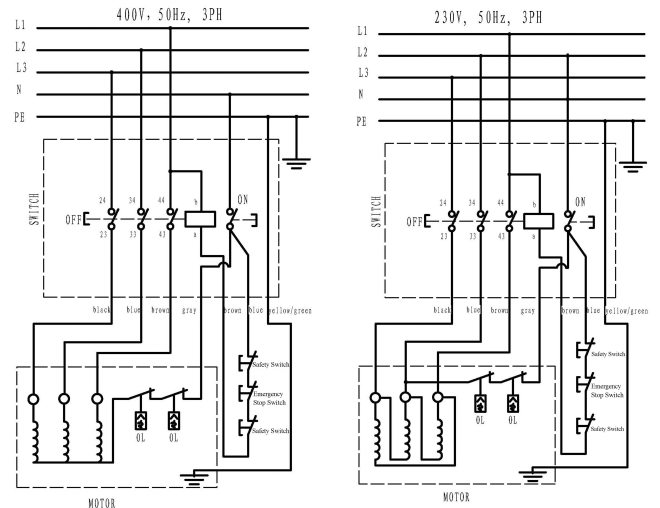 400V, 50Hz, 3PH
L1
L2
L3
N
PE
SWITCH
24
34
44
b
ON
OFF
23
33
43
a
black
blue
brown
gray
brown
blue
yellow/green
Safety Switch
Emergency
Stop Switch
Safety Switch
OL
OL
MOTOR
230V, 50Hz, 3PH
L1
L2
L3
N
PE
SWITCH
24
34
44
b
ON
OFF
23
33
43
a
black
blue
brown
gray
brown
blue
yellow/green
Safety Switch
Emergency
Stop Switch
Safety Switch
OL
OL
MOTOR